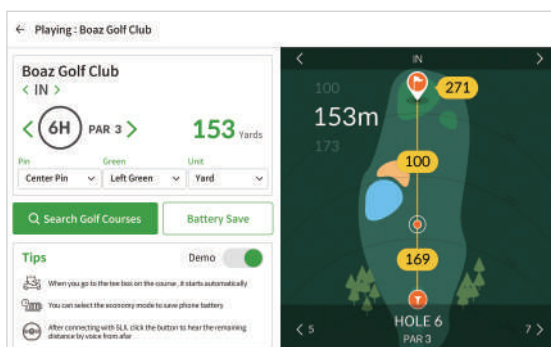 ← Playing : Boaz Golf Club
Boaz Golf Club
< IN >
< 6H PAR 3 > 153 Yards
Pin Green Unit
Center Pin Left Green Yard
Search Golf Courses Battery Save
Tips Demo
When you go to the tee box on the course, it starts automatically
You can select the economy mode to save phone battery
After connecting with SLX, click the button to hear the remaining
distance by voice from afar
< IN >
100
153m
173
271
100
169
< 5 HOLE 6 7 >
PAR 3